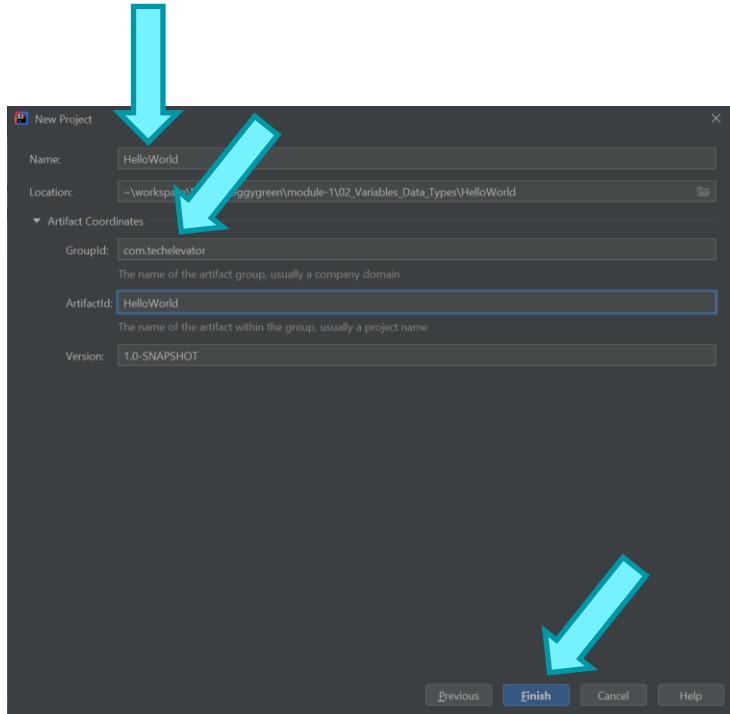 New Project
Name: HelloWorld
Location: ~\workspa eggygreen\module-1\02_Variables_Data_Types\HelloWorld
Artifact Coordinates
GroupId: com.techelevator
The name of the artifact group, usually a company domain
ArtifactId: HelloWorld
The name of the artifact within the group, usually a project name
Version: 1.0-SNAPSHOT
Previous Finish Cancel Help